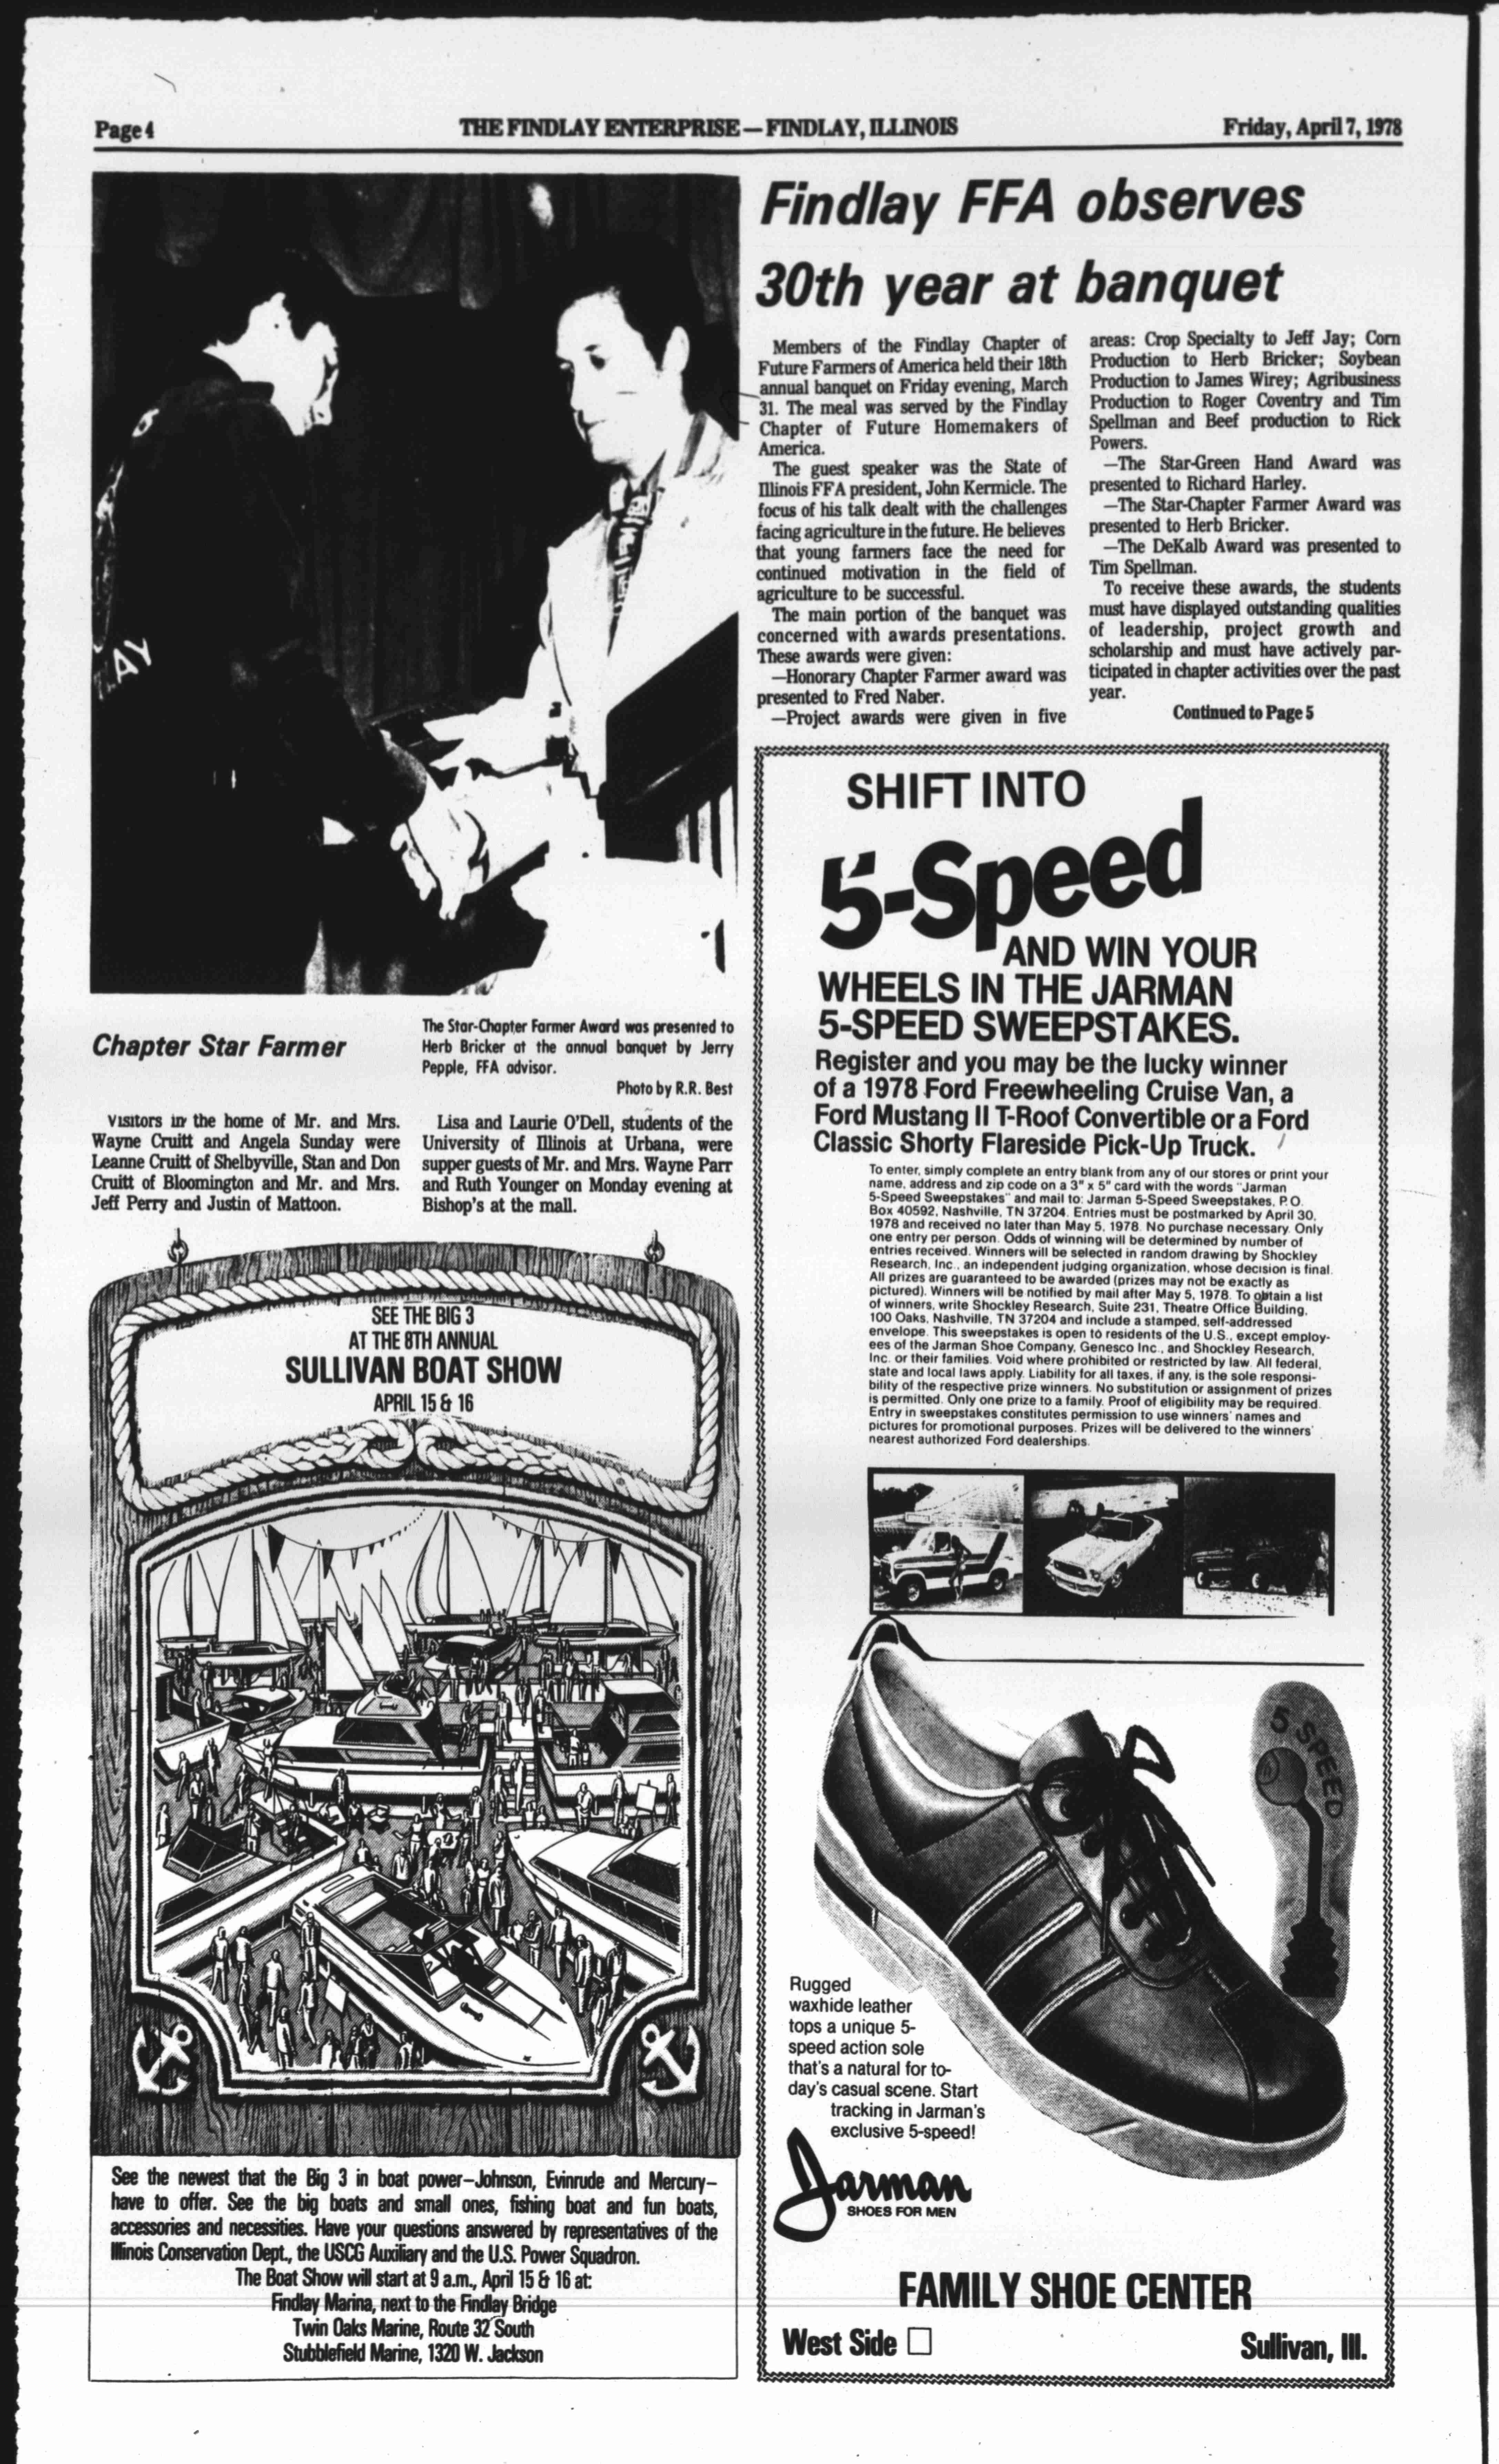 Page 4
THE FINDLAY ENTERPRISE — FINDLAY, ILLINOIS
Friday, April 7, 1978
Findlay FFA observes
30th year at banquet
Members of the Findlay Chapter of
Future Farmers of America held their 18th
annual banquet on Friday evening, March
31. The meal was served by the Findlay
Chapter of Future Homemakers of
America.
The guest speaker was the State of
Illinois FFA president, John Kermicle. The
focus of his talk dealt with the challenges
facing agriculture in the future. He believes
that young farmers face the need for
continued motivation in the field of
agriculture to be successful.
The main portion of the banquet was
concerned with awards presentations.
These awards were given:
—Honorary Chapter Farmer award was
presented to Fred Naber.
—Project awards were given in five
areas: Crop Specialty to Jeff Jay; Corn
Production to Herb Bricker; Soybean
Production to James Wirey; Agribusiness
Production to Roger Coventry and Tim
Spellman and Beef production to Rick
Powers.
—The Star-Green Hand Award was
presented to Richard Harley.
—The Star-Chapter Farmer Award was
presented to Herb Bricker.
—The DeKalb Award was presented to
Tim Spellman.
To receive these awards, the students
must have displayed outstanding qualities
of leadership, project growth and
scholarship and must have actively par-
ticipated in chapter activities over the past
year.
Continued to Page 5
Chapter Star Farmer
The Star-Chapter Farmer Award was presented to
Herb Bricker at the annual banquet by Jerry
Pepple, FFA advisor.
Photo by R.R. Best
Visitors in the home of Mr. and Mrs.
Wayne Cruitt and Angela Sunday were
Leanne Cruitt of Shelbyville, Stan and Don
Cruitt of Bloomington and Mr. and Mrs.
Jeff Perry and Justin of Mattoon.
Lisa and Laurie O'Dell, students of the
University of Illinois at Urbana, were
supper guests of Mr. and Mrs. Wayne Parr
and Ruth Younger on Monday evening at
Bishop's at the mall.
SEE THE BIG 3
AT THE 8TH ANNUAL
SULLIVAN BOAT SHOW
APRIL 15 & 16
See the newest that the Big 3 in boat power—Johnson, Evinrude and Mercury—
have to offer. See the big boats and small ones, fishing boat and fun boats,
accessories and necessities. Have your questions answered by representatives of the
Illinois Conservation Dept., the USCG Auxiliary and the U.S. Power Squadron.
The Boat Show will start at 9 a.m., April 15 & 16 at:
Findlay Marina, next to the Findlay Bridge
Twin Oaks Marine, Route 32 South
Stubblefield Marine, 1320 W. Jackson
SHIFT INTO
5-Speed
AND WIN YOUR
WHEELS IN THE JARMAN
5-SPEED SWEEPSTAKES.
Register and you may be the lucky winner
of a 1978 Ford Freewheeling Cruise Van, a
Ford Mustang II T-Roof Convertible or a Ford
Classic Shorty Flareside Pick-Up Truck.
To enter, simply complete an entry blank from any of our stores or print your
name, address and zip code on a 3" x 5" card with the words "Jarman
5-Speed Sweepstakes" and mail to: Jarman 5-Speed Sweepstakes, P.O.
Box 40592, Nashville, TN 37204. Entries must be postmarked by April 30,
1978 and received no later than May 5, 1978. No purchase necessary. Only
one entry per person. Odds of winning will be determined by number of
entries received. Winners will be selected in random drawing by Shockley
Research, Inc., an independent judging organization, whose decision is final.
All prizes are guaranteed to be awarded (prizes may not be exactly as
pictured). Winners will be notified by mail after May 5, 1978. To obtain a list
of winners, write Shockley Research, Suite 231, Theatre Office Building,
100 Oaks, Nashville, TN 37204 and include a stamped, self-addressed
envelope. This sweepstakes is open to residents of the U.S., except employ-
ees of the Jarman Shoe Company, Genesco Inc., and Shockley Research,
Inc. or their families. Void where prohibited or restricted by law. All federal,
state and local laws apply. Liability for all taxes, if any, is the sole responsi-
bility of the respective prize winners. No substitution or assignment of prizes
is permitted. Only one prize to a family. Proof of eligibility may be required.
Entry in sweepstakes constitutes permission to use winners' names and
pictures for promotional purposes. Prizes will be delivered to the winners'
nearest authorized Ford dealerships.
5 SPEED
Rugged
waxhide leather
tops a unique 5-
speed action sole
that's a natural for to-
day's casual scene. Start
tracking in Jarman's
exclusive 5-speed!
Jarman
SHOES FOR MEN
FAMILY SHOE CENTER
West Side
Sullivan, Ill.